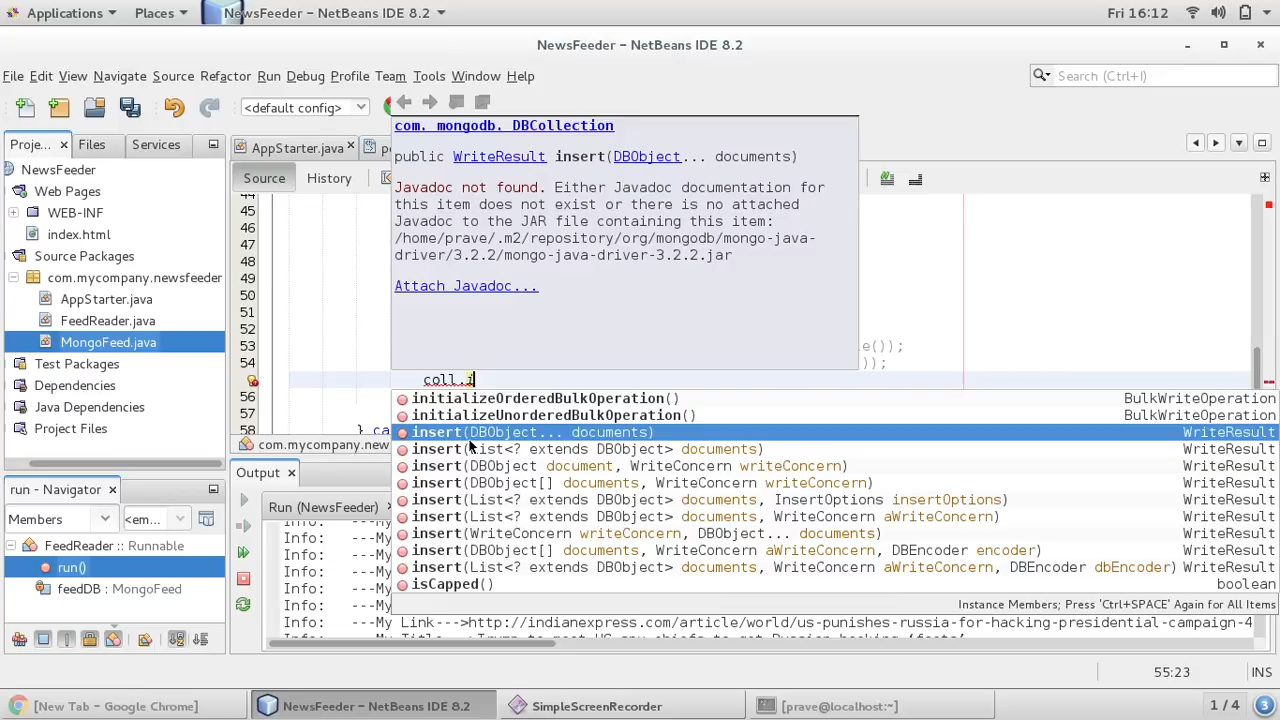 Applications
Places
NewsFeeder – NetBeans IDE 8.2
Fri 16:12
NewsFeeder – NetBeans IDE 8.2
File Edit View Navigate Source Refactor Run Debug Profile Team Tools Window Help
Search (Ctrl+I)
<default config>
Proje... × Files Services
AppStarter.java ×
NewsFeeder
Web Pages
WEB-INF
index.html
Source Packages
com.mycompany.newsfeeder
AppStarter.java
FeedReader.java
MongoFeed.java
Test Packages
Dependencies
Java Dependencies
Project Files
Source History
com. mongodb. DBCollection
public WriteResult insert(DBObject... documents)
Javadoc not found. Either Javadoc documentation for
this item does not exist or there is no attached
Javadoc to the JAR file containing this item:
/home/prave/.m2/repository/org/mongodb/mongo-java-
driver/3.2.2/mongo-java-driver-3.2.2.jar
Attach Javadoc...
44
45
46
47
48
49
50
51
52
53 e());
54 ));
coll.i
56
57
58 } ca
com.mycompany.new
initializeOrderedBulkOperation() BulkWriteOperation
initializeUnorderedBulkOperation() BulkWriteOperation
insert(DBObject... documents) WriteResult
insert(List<? extends DBObject> documents) WriteResult
insert(DBObject document, WriteConcern writeConcern) WriteResult
insert(DBObject[] documents, WriteConcern writeConcern) WriteResult
insert(List<? extends DBObject> documents, InsertOptions insertOptions) WriteResult
insert(List<? extends DBObject> documents, WriteConcern aWriteConcern) WriteResult
insert(WriteConcern writeConcern, DBObject... documents) WriteResult
insert(DBObject[] documents, WriteConcern aWriteConcern, DBEncoder encoder) WriteResult
insert(List<? extends DBObject> documents, WriteConcern aWriteConcern, DBEncoder dbEncoder) WriteResult
isCapped() boolean
Instance Members; Press 'Ctrl+SPACE' Again for All Items
run - Navigator ×
Members <em...
FeedReader :: Runnable
run()
feedDB : MongoFeed
Output ×
Run (NewsFeeder)
Info: ---My
Info: ---My
Info: ---My
Info: ---My
Info: ---My
Info: ---My
Link--->http://indianexpress.com/article/world/us-punishes-russia-for-hacking-presidential-campaign-4
55:23 INS
[New Tab - Google Chrome]
NewsFeeder – NetBeans IDE 8.2
SimpleScreenRecorder
[prave@localhost:~]
1 / 4
3